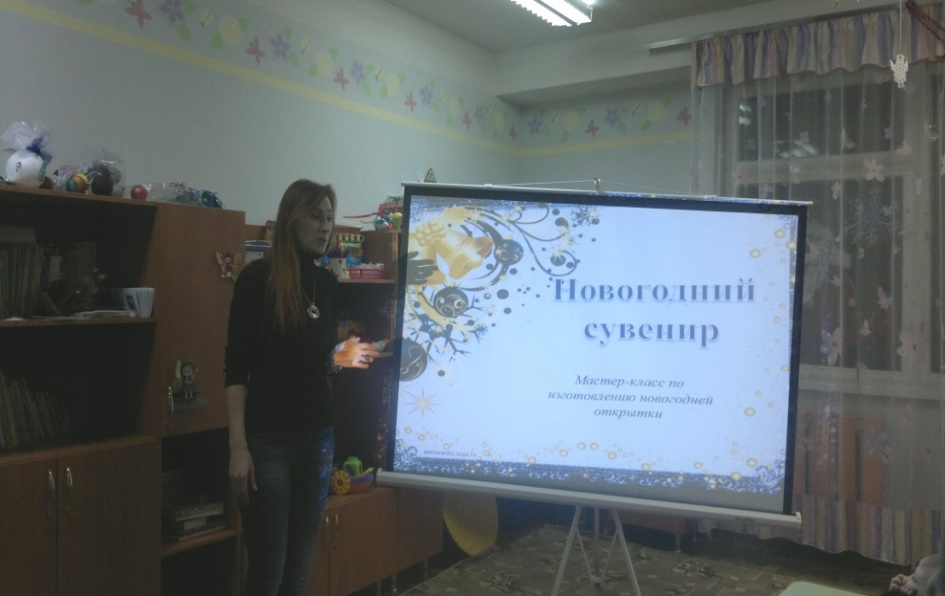 Новогодний
сувенир
Мастер-класс по
изготовлению новогодней
открытки